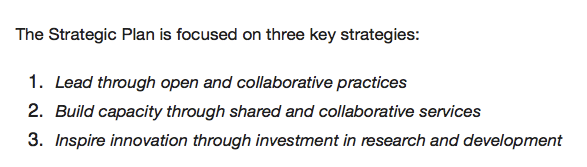 The Strategic Plan is focused on three key strategies:
1. Lead through open and collaborative practices
2. Build capacity through shared and collaborative services
3. Inspire innovation through investment in research and development